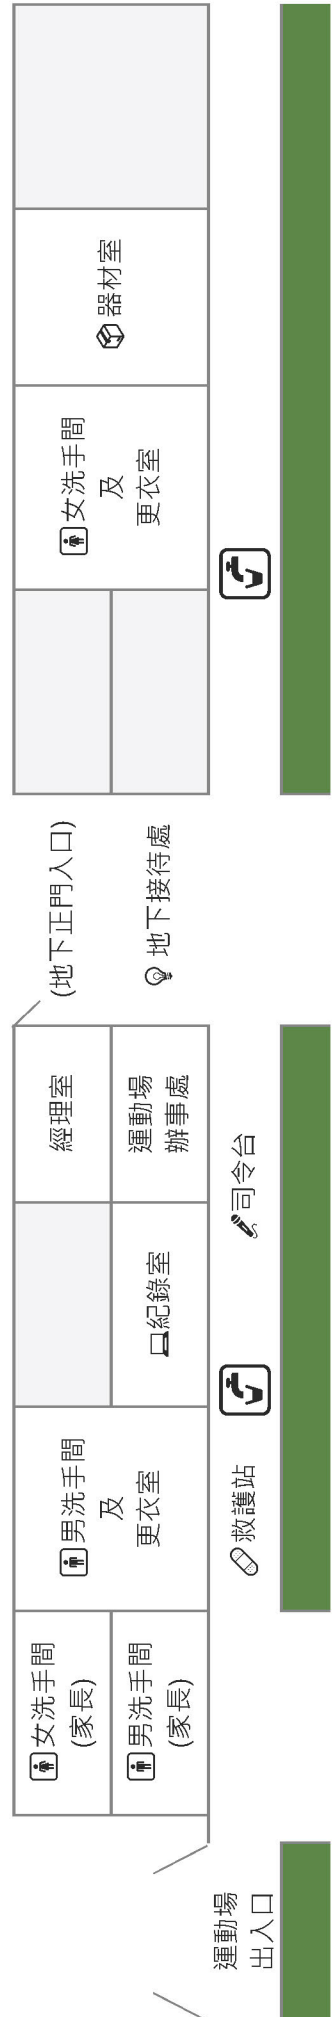 女洗手間
(家長)
男洗手間
(家長)
男洗手間
及
更衣室
紀錄室
經理室
運動場
辦事處
(地下正門入口)
地下接待處
女洗手間
及
更衣室
器材室
運動場
出入口
救護站
司令台